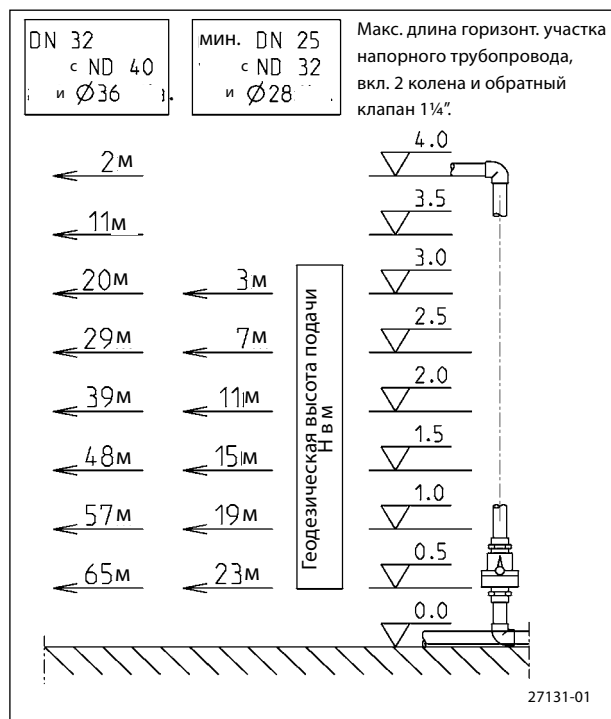 DN 32
с ND 40
и Ø36
мин. DN 25
с ND 32
и Ø28
Макс. длина горизонт. участка
напорного трубопровода,
вкл. 2 колена и обратный
клапан 1¼”.
2м 4.0
11м 3.5
20м 3м 3.0
29м 7м 2.5
39м 11м 2.0
48м 15м 1.5
57м 19м 1.0
65м 23м 0.5
0.0
Геодезическая высота подачи
Н в м
27131-01